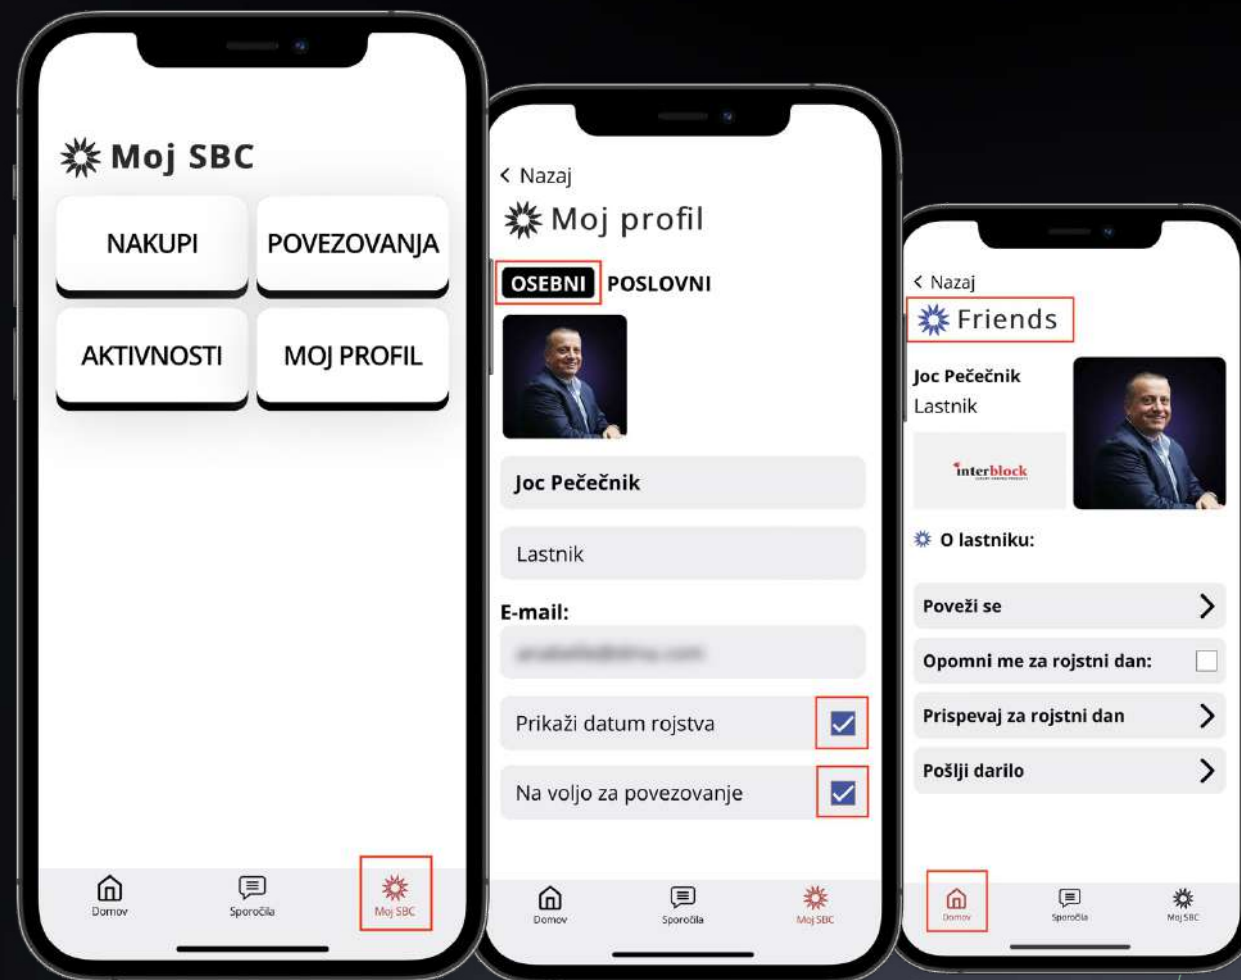 Moj SBC
NAKUPI
POVEZOVANJA
AKTIVNOSTI
MOJ PROFIL
Domov
Sporočila
Moj SBC
< Nazaj
Moj profil
OSEBNI POSLOVNI
Joc Pečečnik
Lastnik
E-mail:
Prikaži datum rojstva
Na voljo za povezovanje
Domov
Sporočila
Moj SBC
< Nazaj
Friends
Joc Pečečnik
Lastnik
interblock
O lastniku:
Poveži se
Opomni me za rojstni dan:
Prispevaj za rojstni dan
Pošlji darilo
Domov
Sporočila
Moj SBC